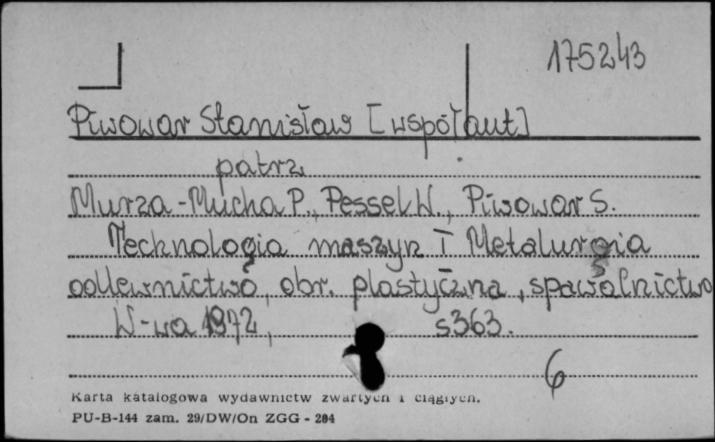 175243
Piwowar Stanisław [współaut]
patrz
Murza-Mucha P., Pessel W., Piwowar S.
Technologia maszyn I Metalurgia
odlewnictwo, obr. plastyczna, spawalnictwo
W-wa 1972, s363.
6
Karta katalogowa wydawnictw zwartych i ciągłych.
PU-B-144 zam. 29/DW/On ZGG - 284